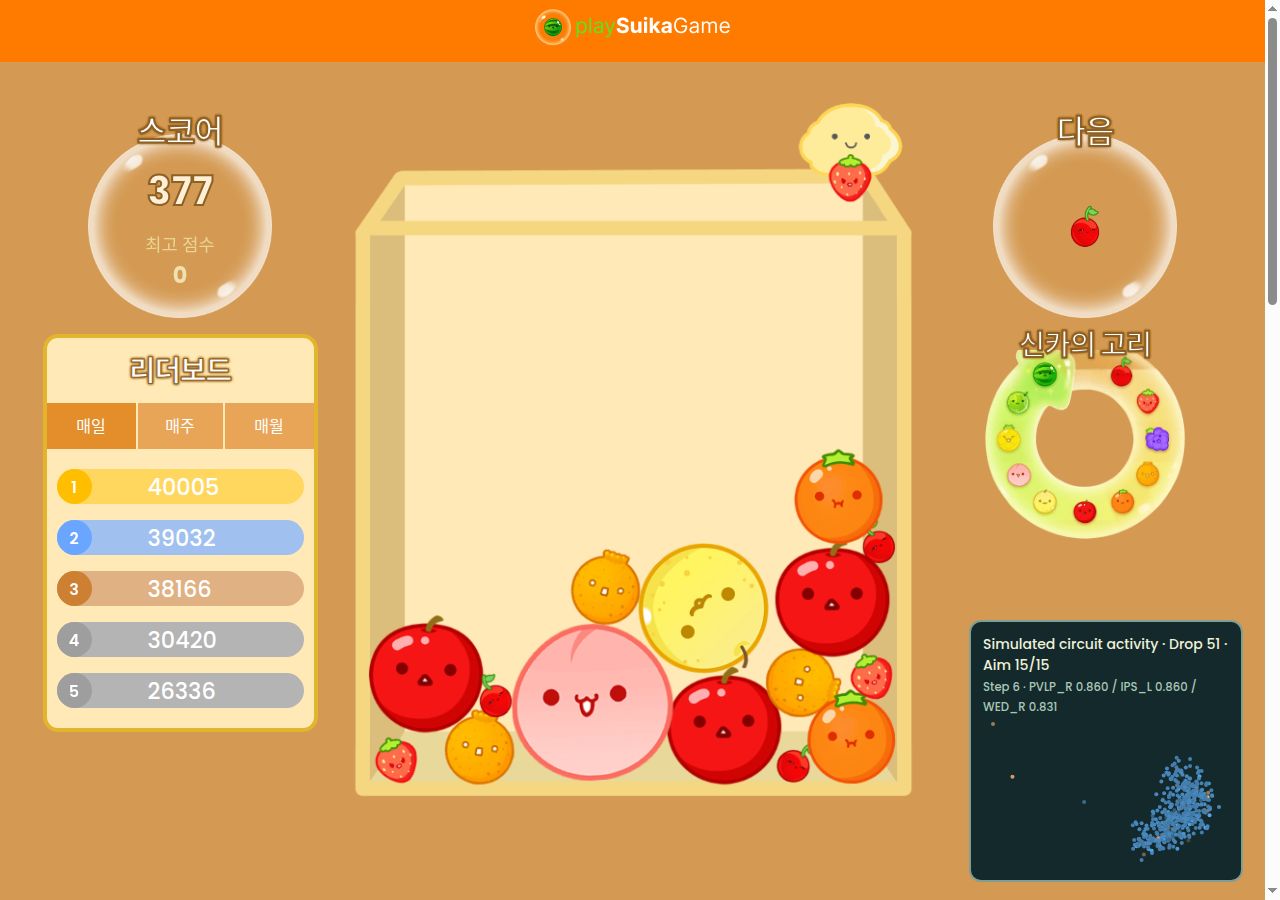 playSuikaGame
스코어
377
최고 점수
0
리더보드
매일 매주 매월
1 40005
2 39032
3 38166
4 30420
5 26336
다음
신카의 고리
Simulated circuit activity · Drop 51 ·
Aim 15/15
Step 6 · PVLP_R 0.860 / IPS_L 0.860 /
WED_R 0.831